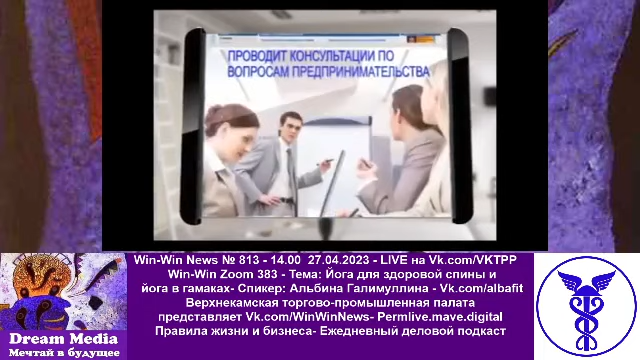 ПРОВОДИТ КОНСУЛЬТАЦИИ ПО
ВОПРОСАМ ПРЕДПРИНИМАТЕЛЬСТВА
Win-Win News № 813 - 14.00 27.04.2023 - LIVE на Vk.com/VKTPP
Win-Win Zoom 383 - Тема: Йога для здоровой спины и
йога в гамаках- Спикер: Альбина Галимуллина - Vk.com/albafit
Верхнекамская торгово-промышленная палата
представляет Vk.com/WinWinNews- Permlive.mave.digital
Правила жизни и бизнеса- Ежедневный деловой подкаст
Dream Media
Мечтай в будущее